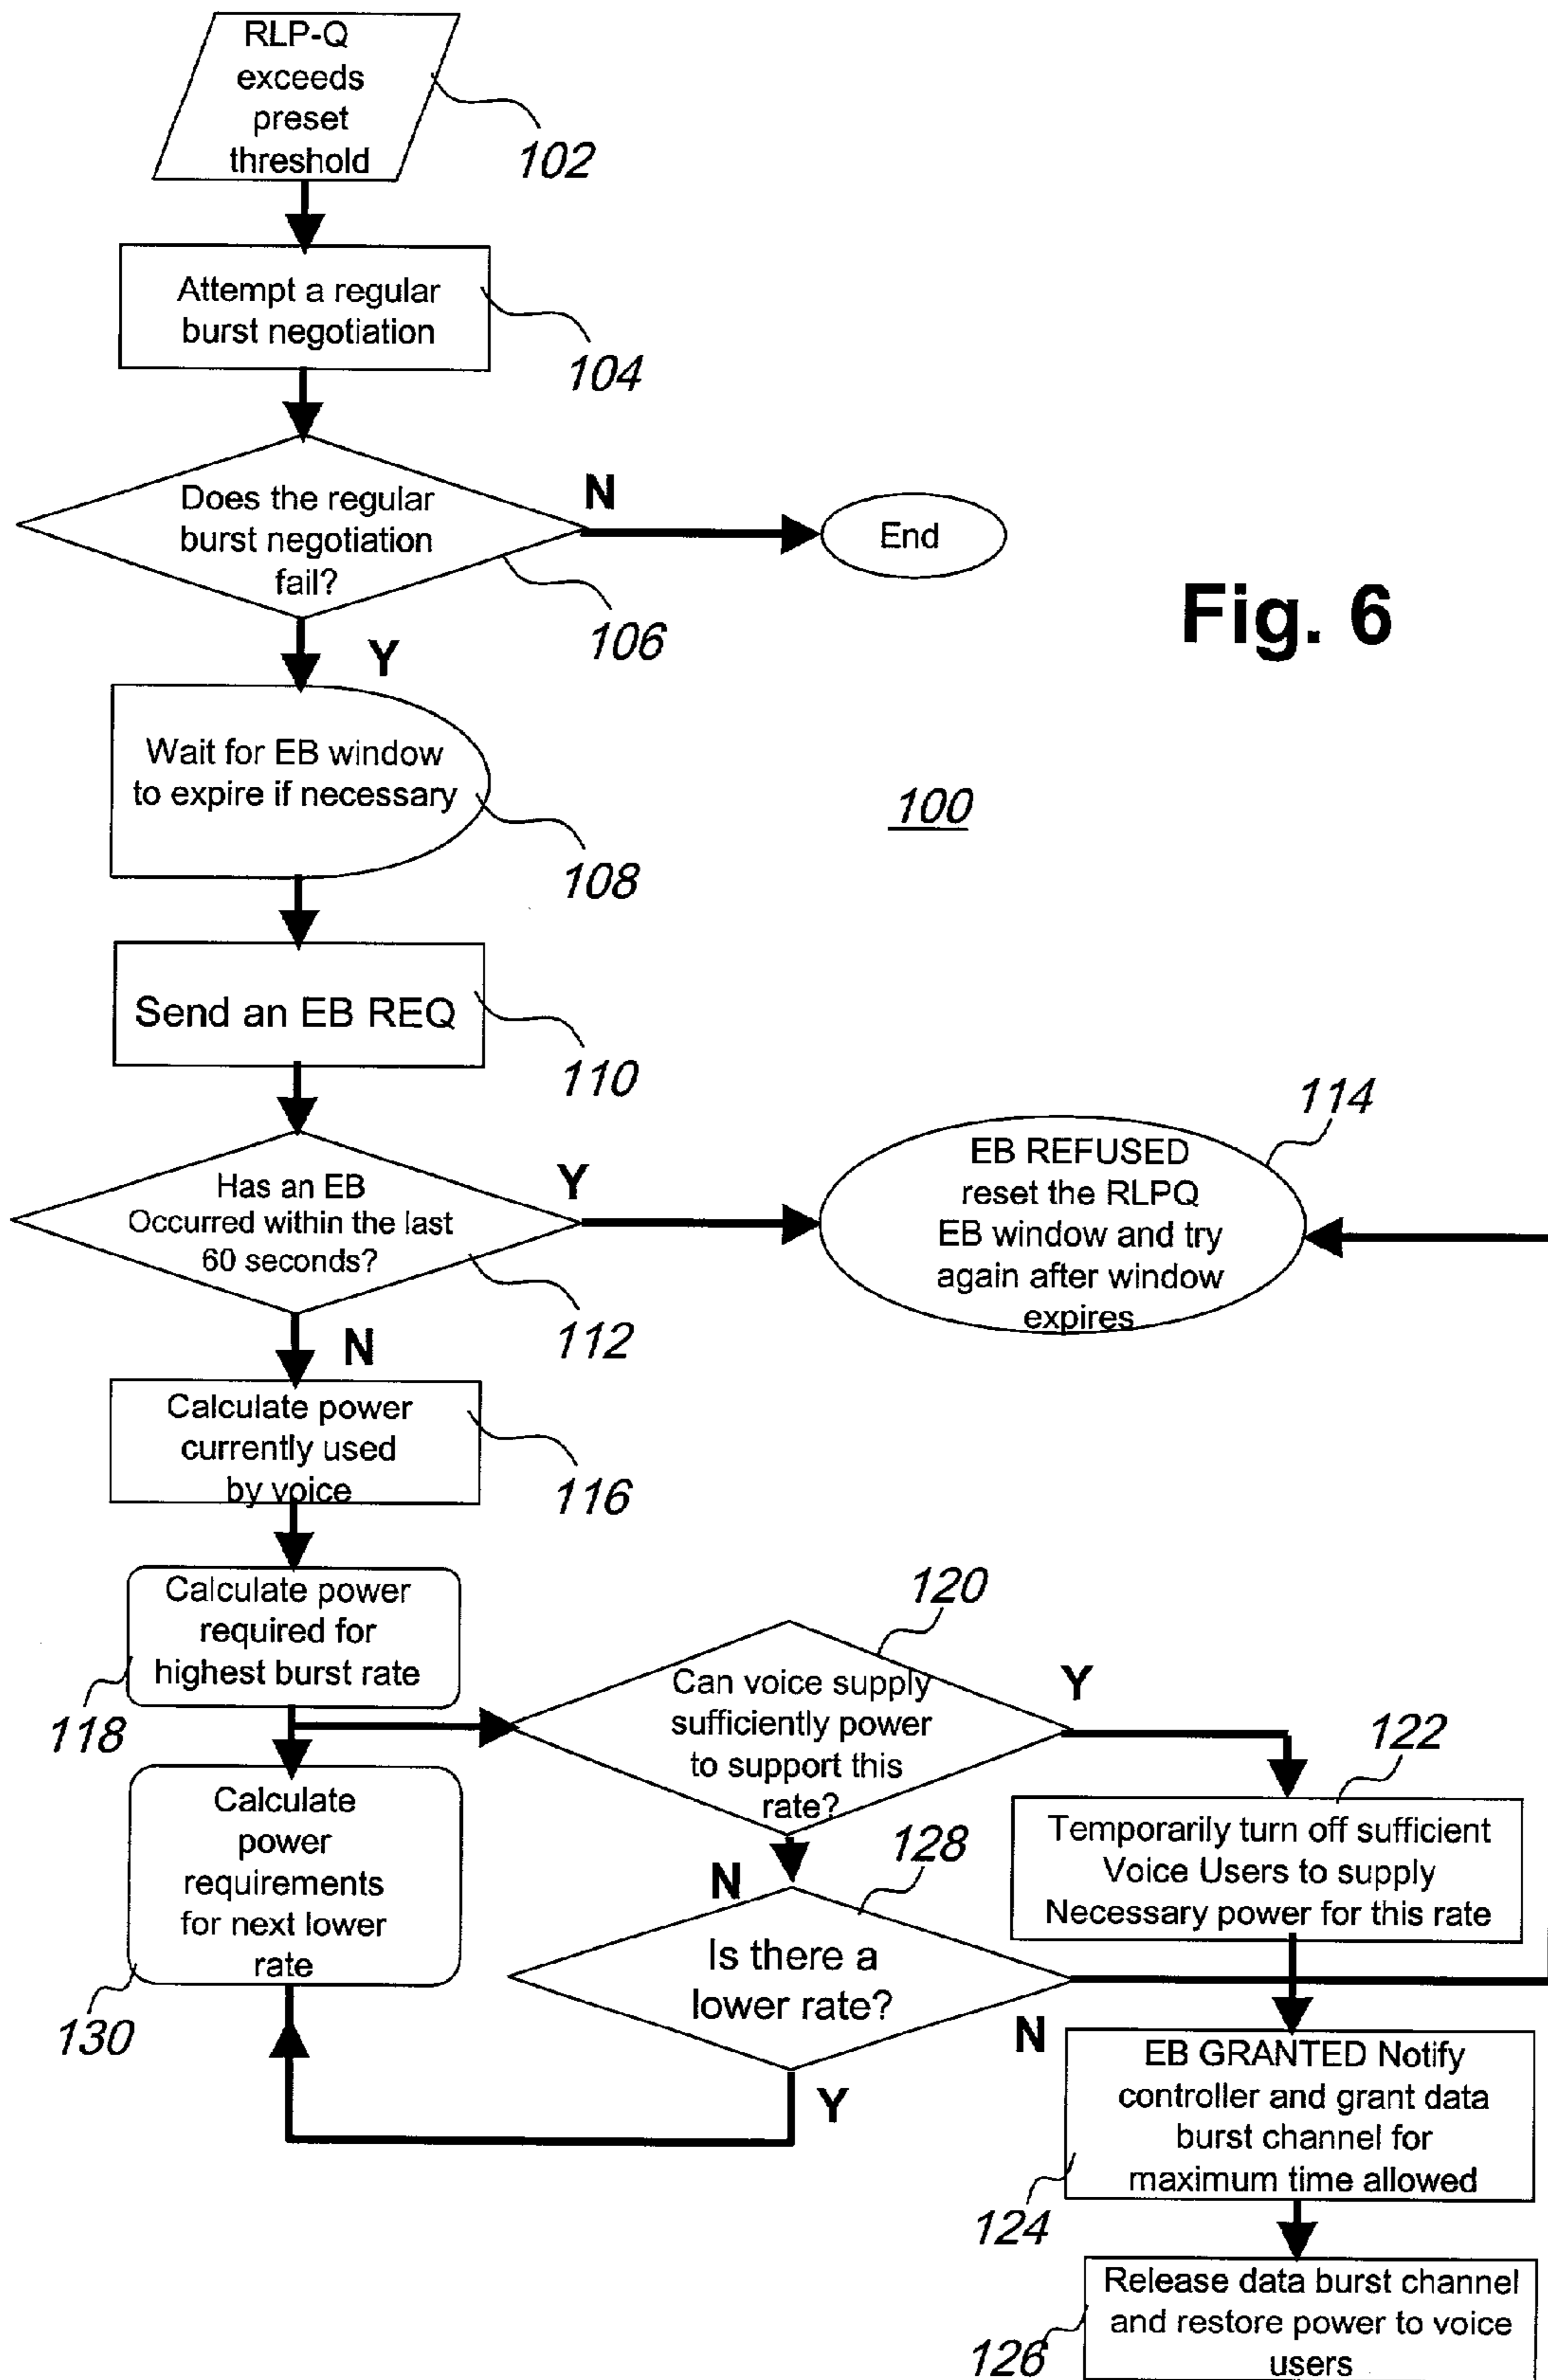 RLP-Q
exceeds
preset
threshold
102
Attempt a regular
burst negotiation
104
Does the regular
burst negotiation
fail?
N
End
106
Y
Fig. 6
Wait for EB window
to expire if necessary
108
100
Send an EB REQ
110
Has an EB
Occurred within the last
60 seconds?
Y
112
N
114
EB REFUSED
reset the RLPQ
EB window and try
again after window
expires
Calculate power
currently used
by voice
116
Calculate power
required for
highest burst rate
118
120
Can voice supply
sufficiently power
to support this
rate?
Y
N
122
Temporarily turn off sufficient
Voice Users to supply
Necessary power for this rate
Calculate
power
requirements
for next lower
rate
130
128
Is there a
lower rate?
N
Y
EB GRANTED Notify
controller and grant data
burst channel for
maximum time allowed
124
Release data burst channel
and restore power to voice
users
126